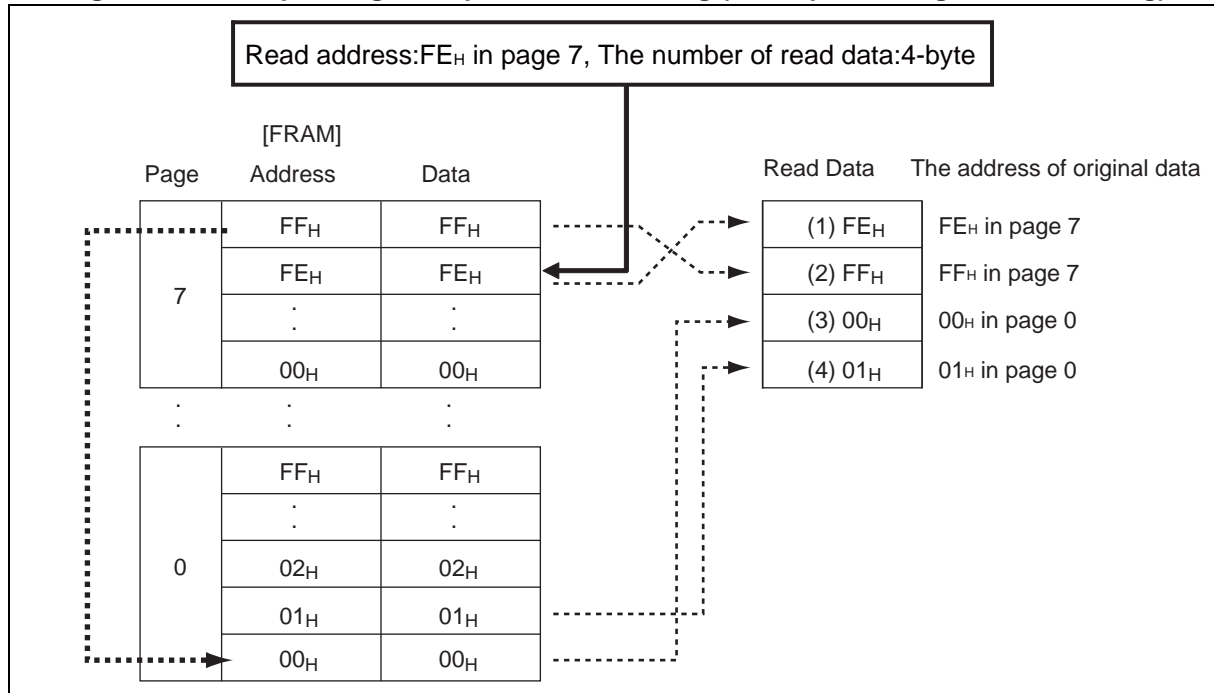 Read address:FEH in page 7, The number of read data:4-byte
[FRAM]
Page Address Data Read Data The address of original data
7
FFH FFH (1) FEH FEH in page 7
FEH FEH (2) FFH FFH in page 7
: : (3) 00H 00H in page 0
00H 00H (4) 01H 01H in page 0
: : :
0
FFH FFH
: :
02H 02H
01H 01H
00H 00H